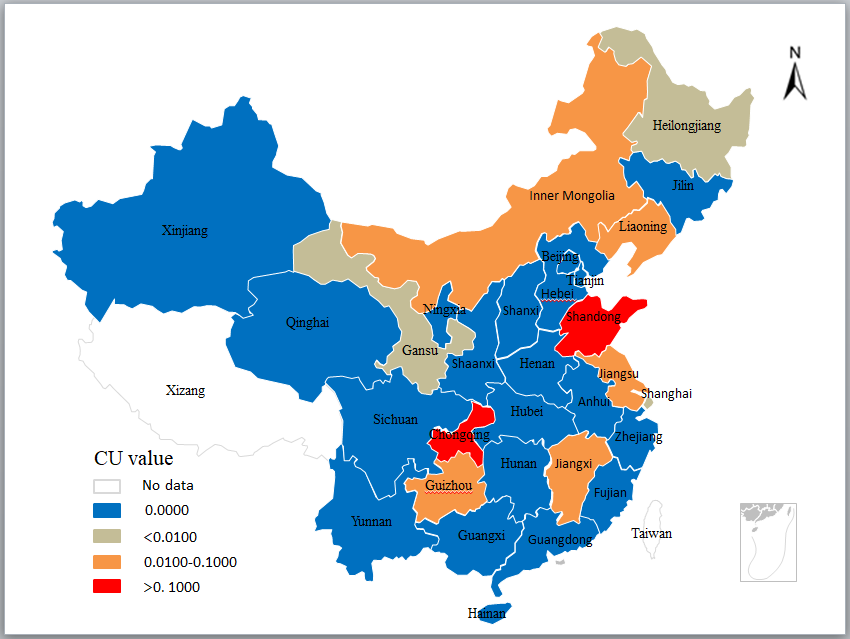 N
Heilongjiang
Jilin
Inner Mongolia
Liaoning
Xinjiang
Beijing
Tianjin
Hebei
Ningxia
Shanxi
Shandong
Qinghai
Gansu
Shaanxi
Henan
Jiangsu
Xizang
Shanghai
Anhui
Sichuan
Hubei
Chongqing
Zhejiang
CU value
Hunan
Jiangxi
No data
Guizhou
Fujian
0.0000
Yunnan
<0.0100
Guangxi
Guangdong
Taiwan
0.0100-0.1000
>0.1000
Hainan